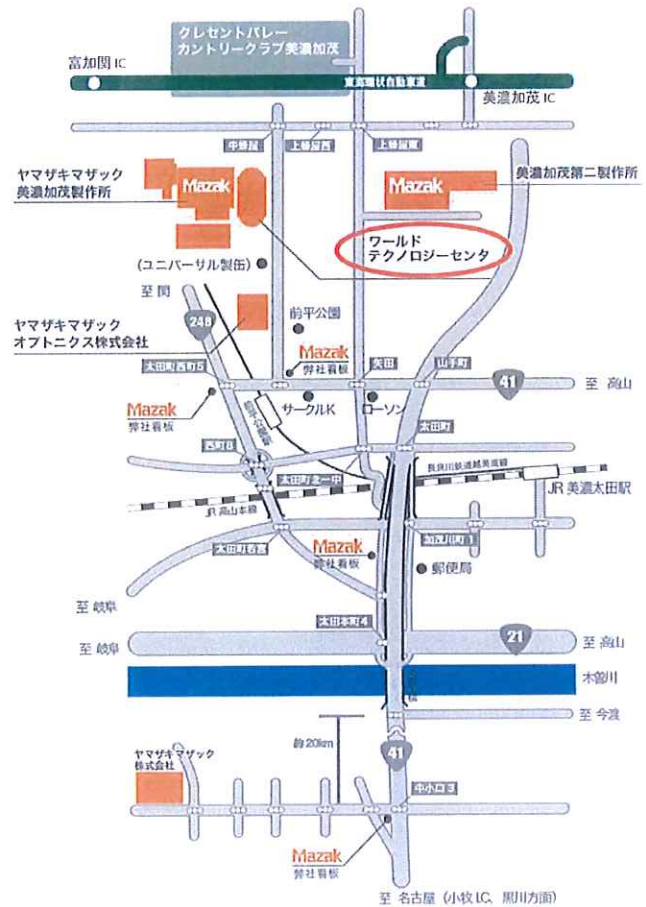 クレセントバレー
カントリークラブ美濃加茂
富加関 IC
東海環状自動車道
美濃加茂 IC
中蜂屋
上蜂屋西
上蜂屋東
ヤマザキマザック
美濃加茂製作所
Mazak
Mazak
美濃加茂第二製作所
ワールド
テクノロジーセンタ
(ユニバーサル製缶)
至 関
248
ヤマザキマザック
オプトニクス株式会社
前平公園
太田町西町5
Mazak
弊社看板
矢田
山手町
41
至 高山
Mazak
弊社看板
サークルK
ローソン
前平公園駅
太田町
西町8
太田町北一中
長良川鉄道越美南線
JR 美濃太田駅
JR 高山本線
太田町若宮
Mazak
弊社看板
加茂川町 1
郵便局
至 岐阜
太田本町4
至 岐阜
21
至 高山
木曽川
至 今渡
約20km
41
ヤマザキマザック
株式会社
中小口 3
Mazak
弊社看板
至 名古屋 (小牧 I.C、黒川方面)